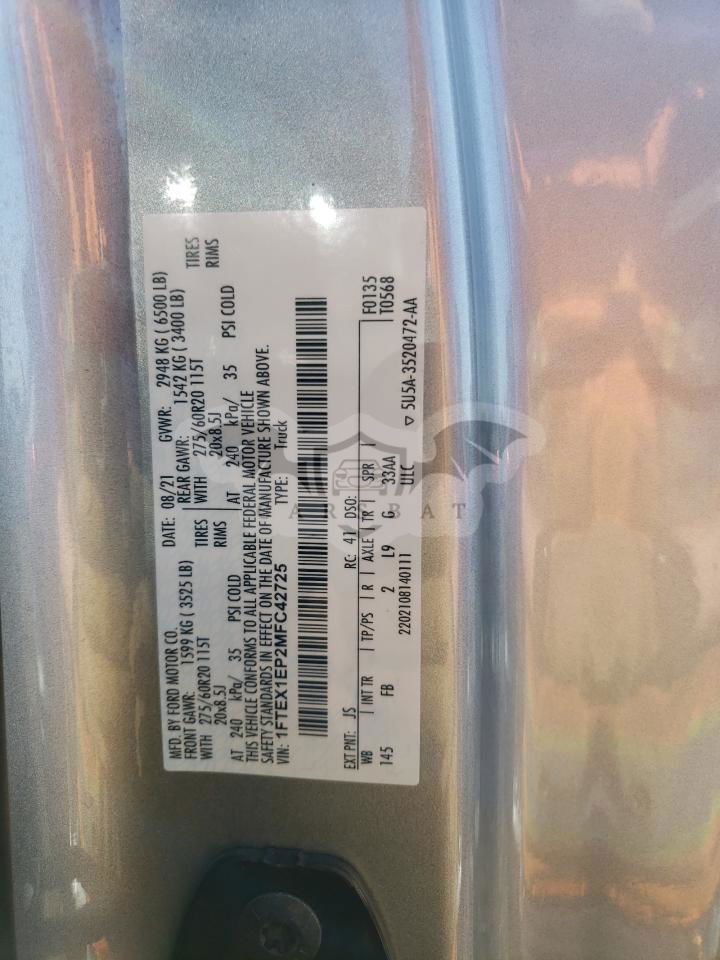 MFD. BY FORD MOTOR CO.
DATE: 08/21 GVWR: 2948 KG ( 6500 LB)
FRONT GAWR: 1599 KG (3525 LB) REAR GAWR: 1542 KG ( 3400 LB)
WITH 275/60R20 115T TIRES WITH 275/60R20 115T TIRES
20x8.5J RIMS 20x8.5J RIMS
AT 240 kPa/ 35 PSI COLD AT 240 kPa/ 35 PSI COLD
THIS VEHICLE CONFORMS TO ALL APPLICABLE FEDERAL MOTOR VEHICLE
SAFETY STANDARDS IN EFFECT ON THE DATE OF MANUFACTURE SHOWN ABOVE.
VIN: 1FTEX1EP2MFC42725 TYPE: Truck
EXT PNT: JS RC: 41 DSO: F0135
WB INT TR TP/PS R AXLE TR SPR T0568
145 FB 2 L9 G 33AA
2202108140111 ULC ▽ 5U5A-3520472-AA
ARCBAT